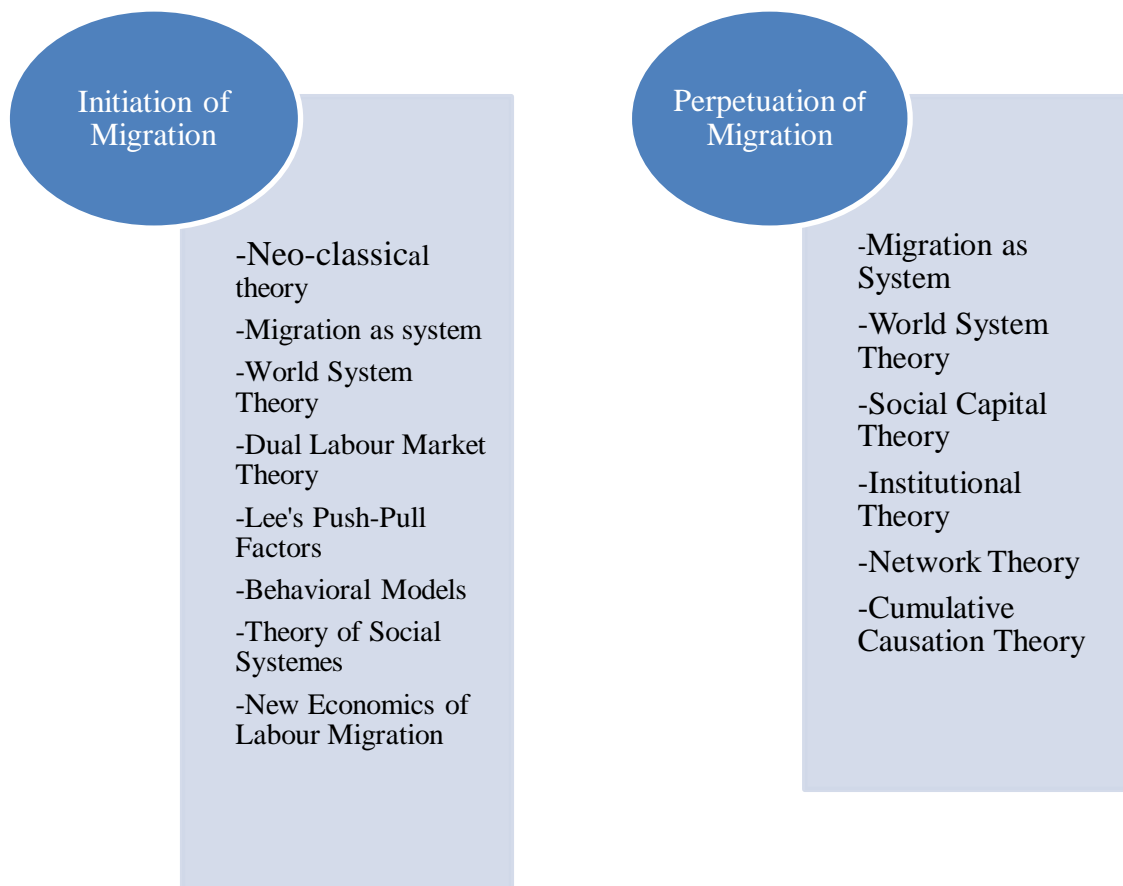 Initiation of
Migration
-Neo-classical
theory
-Migration as system
-World System
Theory
-Dual Labour Market
Theory
-Lee's Push-Pull
Factors
-Behavioral Models
-Theory of Social
Systemes
-New Economics of
Labour Migration
Perpetuation of
Migration
-Migration as
System
-World System
Theory
-Social Capital
Theory
-Institutional
Theory
-Network Theory
-Cumulative
Causation Theory